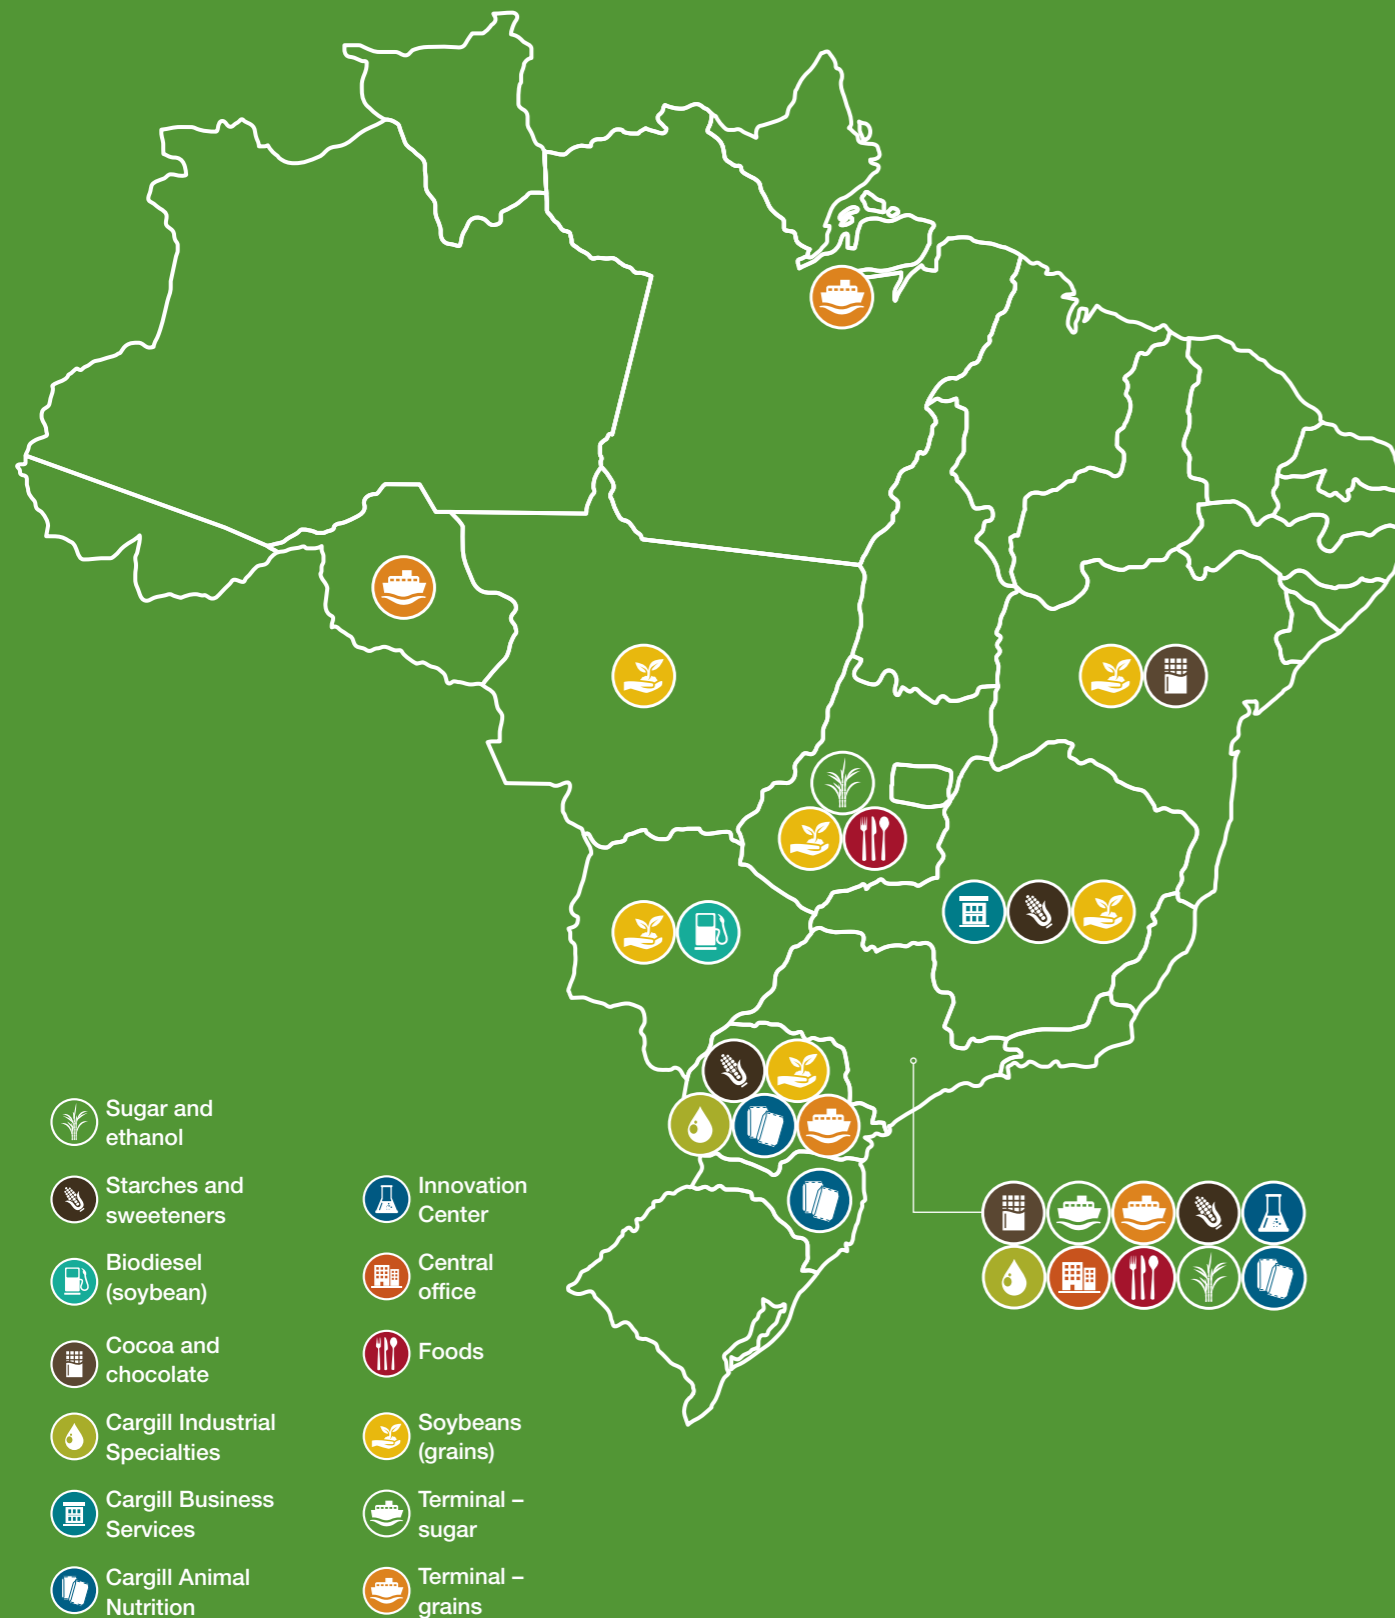 Sugar and
ethanol
Starches and
sweeteners
Biodiesel
(soybean)
Cocoa and
chocolate
Cargill Industrial
Specialties
Cargill Business
Services
Cargill Animal
Nutrition
Innovation
Center
Central
office
Foods
Soybeans
(grains)
Terminal –
sugar
Terminal –
grains